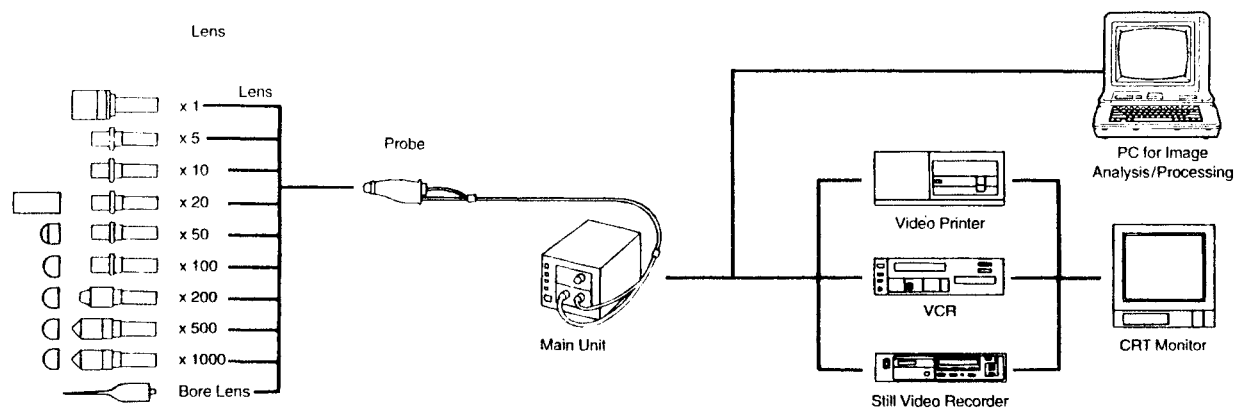 Lens
Lens
x 1
x 5
x 10
x 20
x 50
x 100
x 200
x 500
x 1000
Bore Lens
Probe
Main Unit
Video Printer
VCR
Still Video Recorder
PC for Image
Analysis/Processing
CRT Monitor